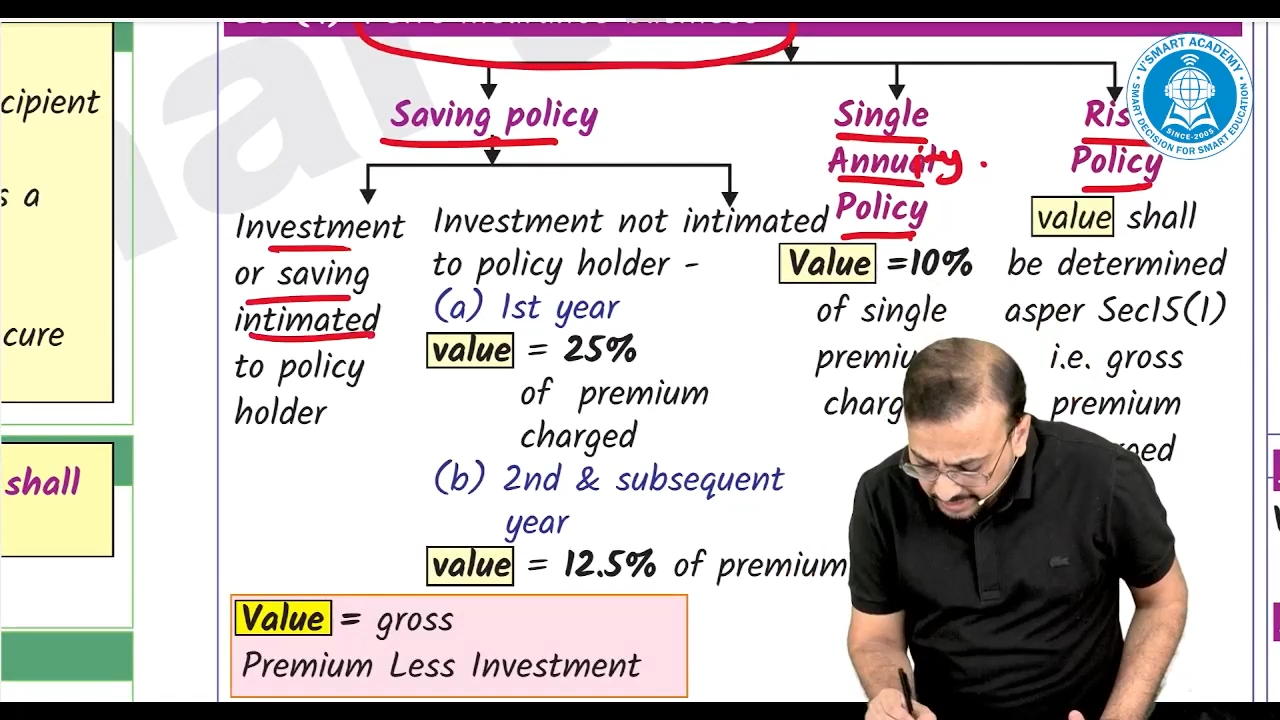 cipient
s a
cure
shall
Saving policy
Investment
or saving
intimated
to policy
holder
Investment not intimated
to policy holder -
(a) 1st year
value = 25%
of premium
charged
(b) 2nd & subsequent
year
value = 12.5% of premium
Value = gross
Premium Less Investment
Single
Annuity
Policy
Value =10%
of single
Policy
value shall
be determined
asper Sec15(1)
i.e. gross
premium
V'SMART ACADEMY
SINCE-2005
SMART DECISION FOR SMART EDUCATION